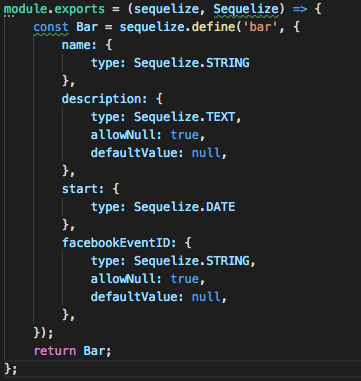 module.exports = (sequelize, Sequelize) => {
    const Bar = sequelize.define('bar', {
        name: {
            type: Sequelize.STRING
        },
        description: {
            type: Sequelize.TEXT,
            allowNull: true,
            defaultValue: null,
        },
        start: {
            type: Sequelize.DATE
        },
        facebookEventID: {
            type: Sequelize.STRING,
            allowNull: true,
            defaultValue: null,
        },
    });
    return Bar;
};